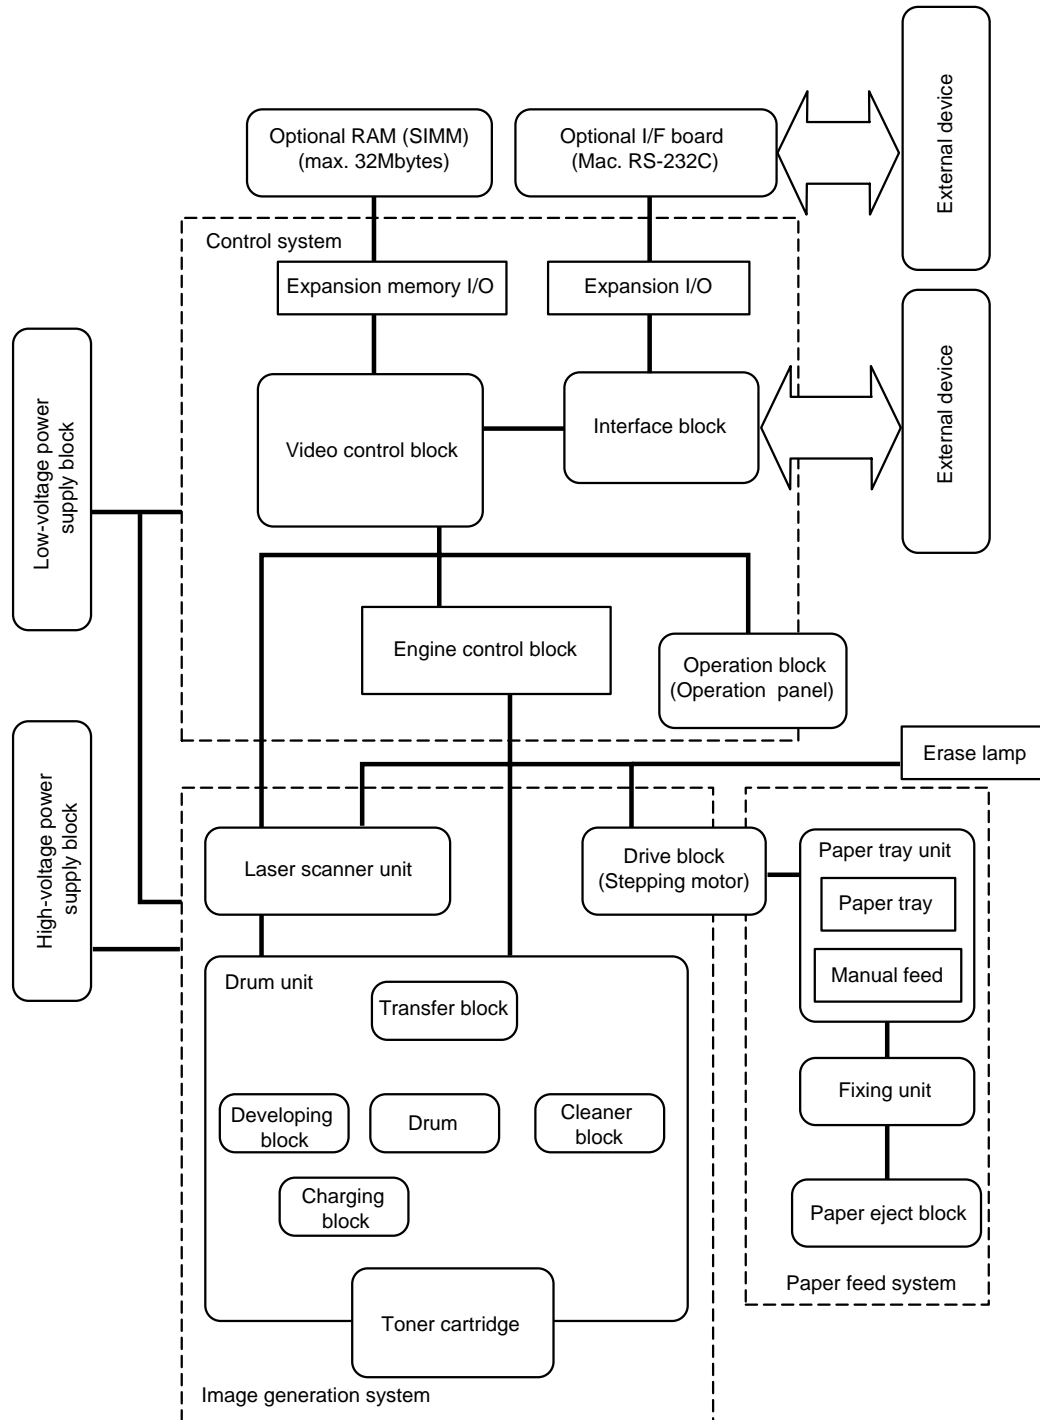 Optional RAM (SIMM)
(max. 32Mbytes)
Optional I/F board
(Mac. RS-232C)
External device
Control system
Expansion memory I/O
Expansion I/O
Low-voltage power
supply block
Video control block
Interface block
External device
Engine control block
Operation block
(Operation panel)
High-voltage power
supply block
Erase lamp
Laser scanner unit
Drive block
(Stepping motor)
Paper tray unit
Paper tray
Manual feed
Drum unit
Transfer block
Developing
block
Drum
Cleaner
block
Charging
block
Fixing unit
Paper eject block
Paper feed system
Toner cartridge
Image generation system